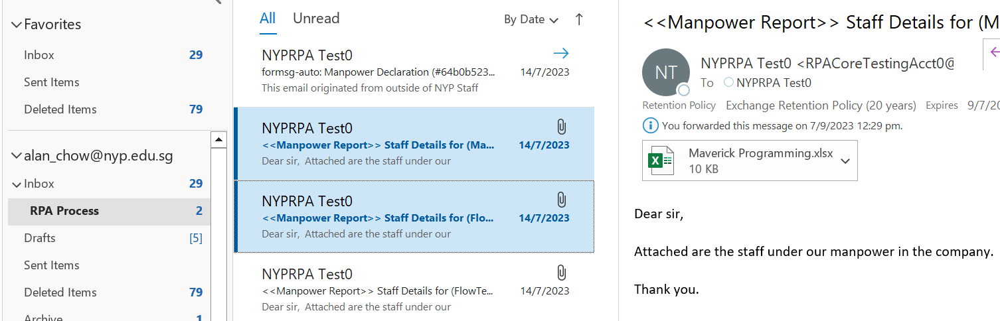 Favorites
Inbox 29
Sent Items
Deleted Items 79
alan_chow@nyp.edu.sg
Inbox 29
RPA Process 2
Drafts [5]
Sent Items
Deleted Items 79
Archive 1
All Unread By Date
NYPRPA Test0
formsg-auto: Manpower Declaration (#64b0b523... 14/7/2023
This email originated from outside of NYP Staff
NYPRPA Test0
<<Manpower Report>> Staff Details for (Ma... 14/7/2023
Dear sir, Attached are the staff under our
NYPRPA Test0
<<Manpower Report>> Staff Details for (Flo... 14/7/2023
Dear sir, Attached are the staff under our
NYPRPA Test0
<<Manpower Report>> Staff Details for (FlowTe... 14/7/2023
Dear sir, Attached are the staff under our
<<Manpower Report>> Staff Details for (M
NT
NYPRPA Test0 <RPACoreTestingAcct0@
To NYPRPA Test0
Retention Policy Exchange Retention Policy (20 years) Expires 9/7/20
You forwarded this message on 7/9/2023 12:29 pm.
Maverick Programming.xlsx
10 KB
Dear sir,
Attached are the staff under our manpower in the company.
Thank you.